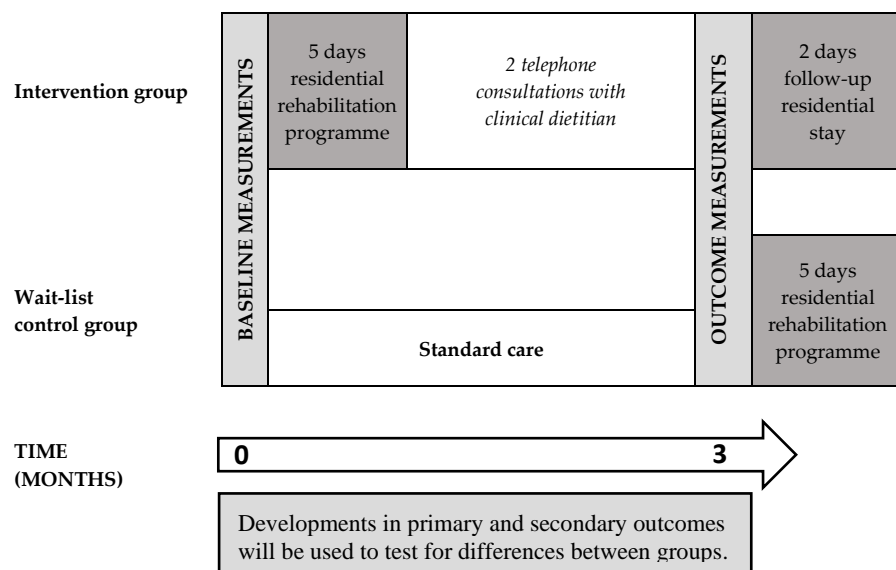 Intervention group
BASELINE MEASUREMENTS
5 days
residential
rehabilitation
programme
2 telephone
consultations with
clinical dietitian
OUTCOME MEASUREMENTS
2 days
follow-up
residential
stay
Wait-list
control group
Standard care
5 days
residential
rehabilitation
programme
TIME
(MONTHS)
0
3
Developments in primary and secondary outcomes
will be used to test for differences between groups.